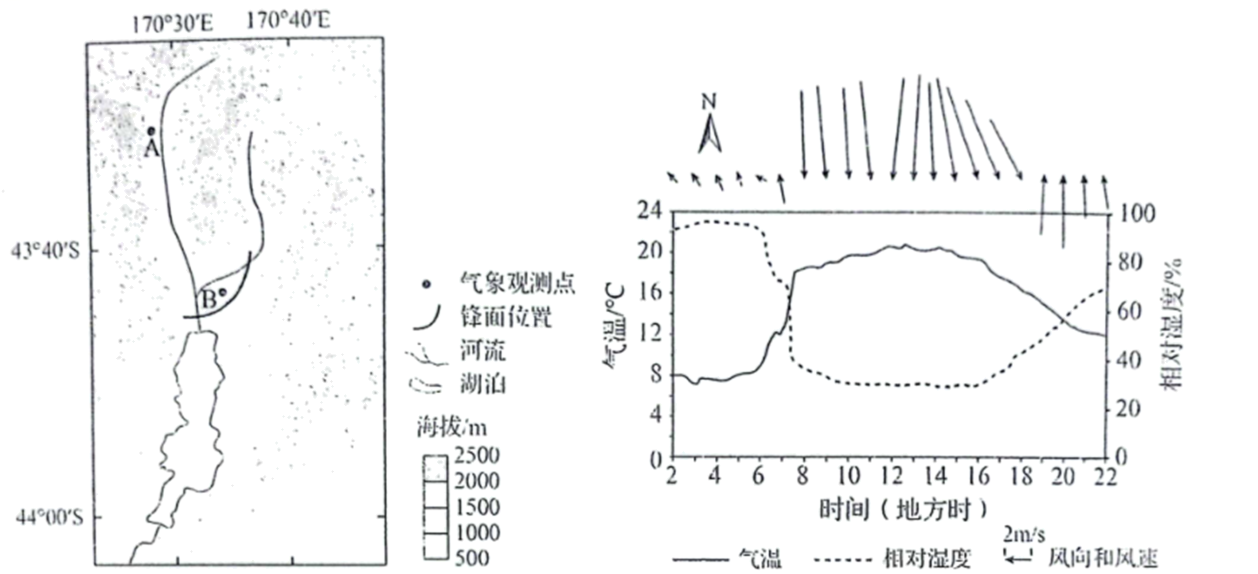 170°30′E 170°40′E
A
43°40′S
B
44°00′S
气象观测点
锋面位置
河流
湖泊
海拔/m
2500
2000
1500
1000
500
N
气温/°C
24
20
16
12
8
4
0
100
80
60
40
20
0
相对湿度/%
2 4 6 8 10 12 14 16 18 20 22
时间(地方时)
2m/s
气温 相对湿度 风向和风速